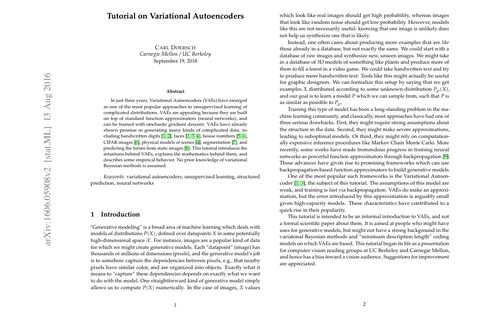 Tutorial on Variational Autoencoders
CARL DOERSCH
Carnegie Mellon / UC Berkeley
September 19, 2018
arXiv:1606.05908v2 [stat.ML] 13 Aug 2016
Abstract
In just three years, Variational Autoencoders (VAEs) have emerged
as one of the most popular approaches to unsupervised learning of
complicated distributions. VAEs are appealing because they are built
on top of standard function approximators (neural networks), and
can be trained with stochastic gradient descent. VAEs have already
shown promise in generating many kinds of complicated data, in-
cluding handwritten digits [1, 2], faces [1, 3, 4], house numbers [5, 6],
CIFAR images [6], physical models of scenes [4], segmentation [7], and
predicting the future from static images [8]. This tutorial introduces the
intuitions behind VAEs, explains the mathematics behind them, and
describes some empirical behavior. No prior knowledge of variational
Bayesian methods is assumed.
Keywords: variational autoencoders, unsupervised learning, structured
prediction, neural networks
1 Introduction
"Generative modeling" is a broad area of machine learning which deals with
models of distributions P(X), defined over datapoints X in some potentially
high-dimensional space X. For instance, images are a popular kind of data
for which we might create generative models. Each "datapoint" (image) has
thousands or millions of dimensions (pixels), and the generative model's job
is to somehow capture the dependencies between pixels, e.g., that nearby
pixels have similar color, and are organized into objects. Exactly what it
means to "capture" these dependencies depends on exactly what we want
to do with the model. One straightforward kind of generative model simply
allows us to compute P(X) numerically. In the case of images, X values
1
which look like real images should get high probability, whereas images
that look like random noise should get low probability. However, models
like this are not necessarily useful: knowing that one image is unlikely does
not help us synthesize one that is likely.
Instead, one often cares about producing more examples that are like
those already in a database, but not exactly the same. We could start with a
database of raw images and synthesize new, unseen images. We might take
in a database of 3D models of something like plants and produce more of
them to fill a forest in a video game. We could take handwritten text and try
to produce more handwritten text. Tools like this might actually be useful
for graphic designers. We can formalize this setup by saying that we get
examples X distributed according to some unknown distribution
and our goal is to learn a model P which we can sample from, such that P is
as similar as possible to
Training this type of model has been a long-standing problem in the ma
chine learning community, and classically, most approaches have had one of
three serious drawbacks. First, they might require strong assumptions about
the structure in the data. Second, they might make severe approximations,
leading to suboptimal models. Or third, they might rely on computation-
ally expensive inference procedures like Markov Chain Monte Carlo. More
recently, some works have made tremendous progress in training neural
networks as powerful function approximators through backpropagation [9].
These advances have given rise to promising frameworks which can use
backpropagation-based function approximators to build generative models.
One of the most popular such frameworks is the Variational Autoen-
coder [1, 3], the subject of this tutorial. The assumptions of this model are
weak, and training is fast via backpropagation. VAEs do make an approxi-
mation, but the error introduced by this approximation is arguably small
given high-capacity models. These characteristics have contributed to a
quick rise in their popularity.
This tutorial is intended to be an informal introduction to VAEs, and not
a formal scientific paper about them. It is aimed at people who might have
uses for generative models, but might not have a strong background in the
variational Bayesian methods and "minimum description length" coding
models on which VAEs are based. This tutorial began its life as a presentation
for computer vision reading groups at UC Berkeley and Carnegie Mellon,
and hence has a bias toward a vision audience. Suggestions for improvement
are appreciated.
2